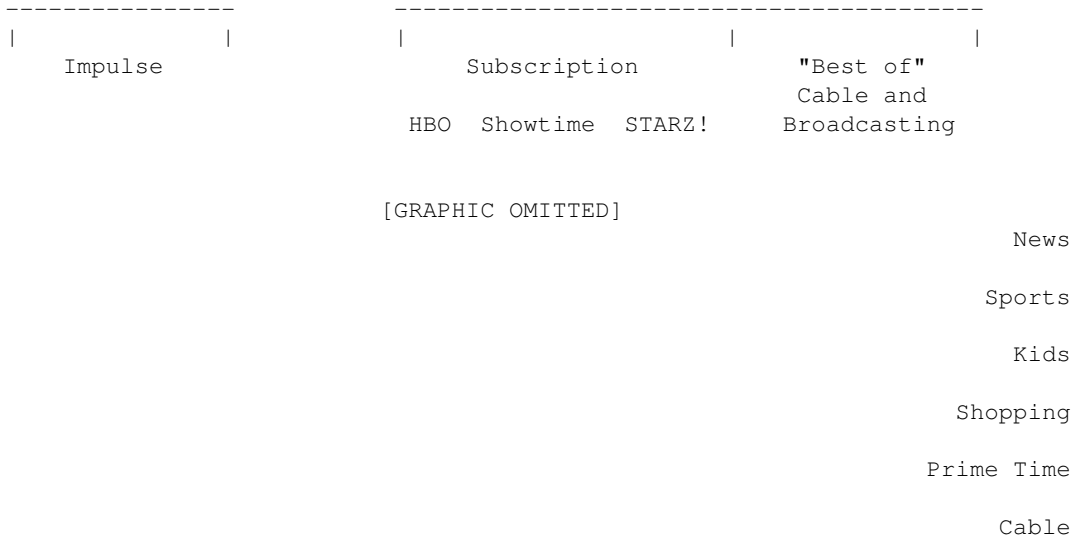 ----------------          -----------------------------------------
|              |          |                      |                |
Impulse          Subscription          "Best of"
Cable and
HBO  Showtime  STARZ!     Broadcasting
[GRAPHIC OMITTED]
News
Sports
Kids
Shopping
Prime Time
Cable